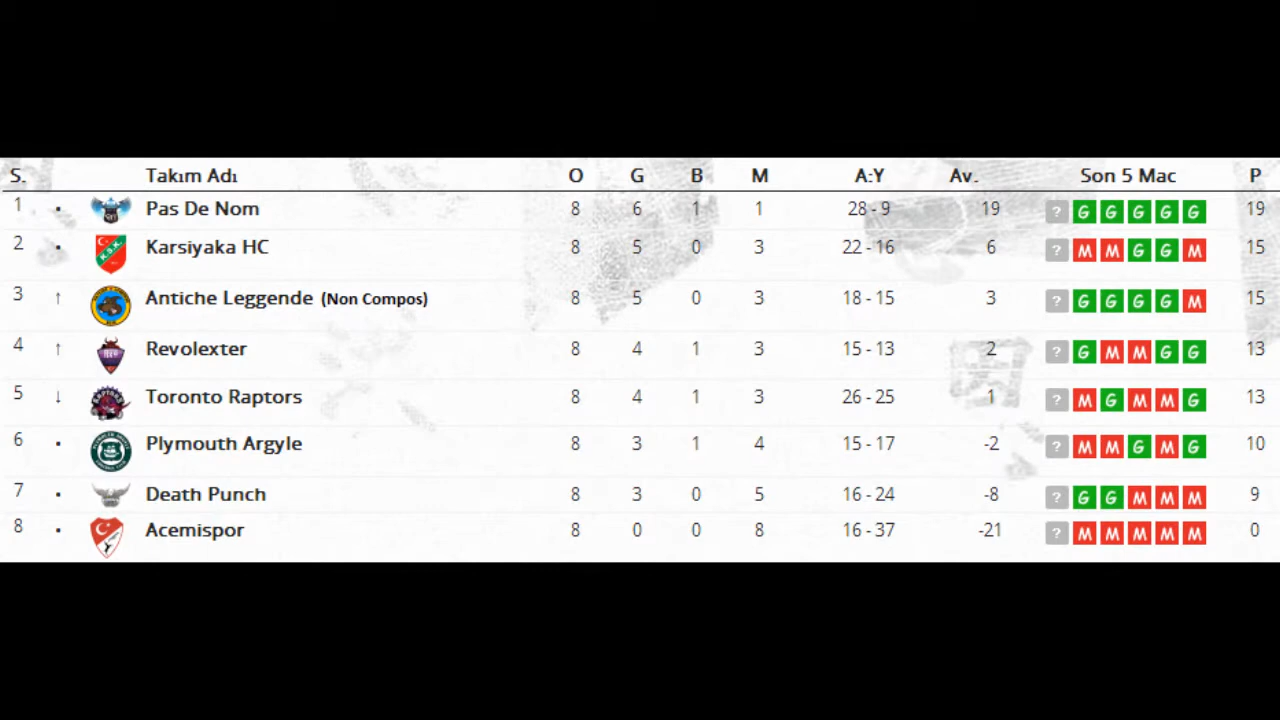 S. Takım Adı O G B M A:Y Av. Son 5 Mac P
1 Pas De Nom 8 6 1 1 28 - 9 19 ? G G G G G 19
2 Karsiyaka HC 8 5 0 3 22 - 16 6 ? M M G G M 15
3 ↑ Antiche Leggende (Non Compos) 8 5 0 3 18 - 15 3 ? G G G G M 15
4 ↑ Revolexter 8 4 1 3 15 - 13 2 ? G M M G G 13
5 ↓ Toronto Raptors 8 4 1 3 26 - 25 1 ? M G M M G 13
6 Plymouth Argyle 8 3 1 4 15 - 17 -2 ? M M G M G 10
7 Death Punch 8 3 0 5 16 - 24 -8 ? G G M M M 9
8 Acemispor 8 0 0 8 16 - 37 -21 ? M M M M M 0